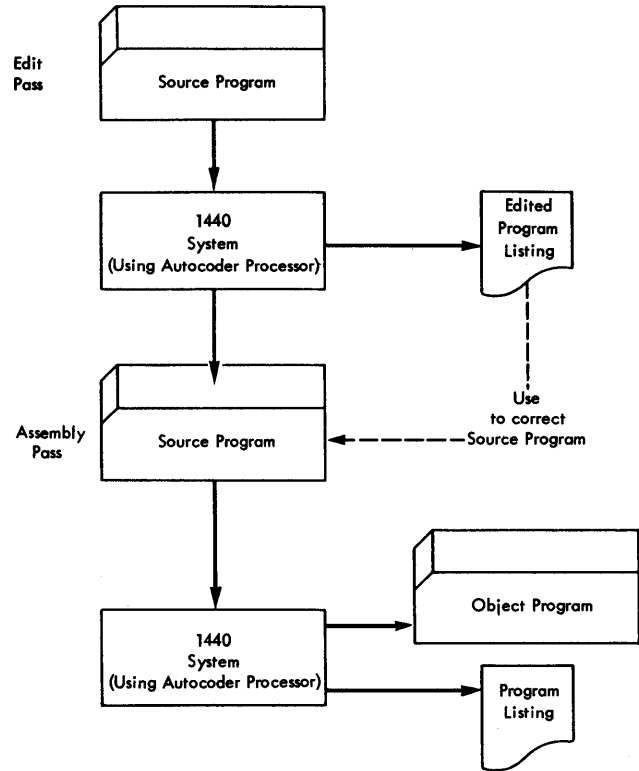 Edit
Pass
Source Program
1440
System
(Using Autocoder Processor)
Edited
Program
Listing
Use
to correct
Source Program
Assembly
Pass
Source Program
Object Program
1440
System
(Using Autocoder Processor)
Program
Listing